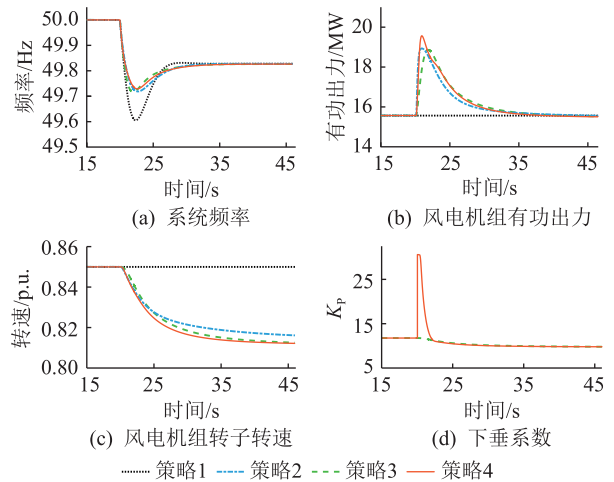 50.0
49.9
49.8
49.7
49.6
49.5
频率/Hz
15 25 35 45
时间/s
(a) 系统频率
20
18
16
14
有功出力/MW
15 25 35 45
时间/s
(b) 风电机组有功出力
0.86
0.84
0.82
0.80
转速/p.u.
15 25 35 45
时间/s
(c) 风电机组转子转速
25
15
5
K_P
15 25 35 45
时间/s
(d) 下垂系数
策略1 策略2 策略3 策略4